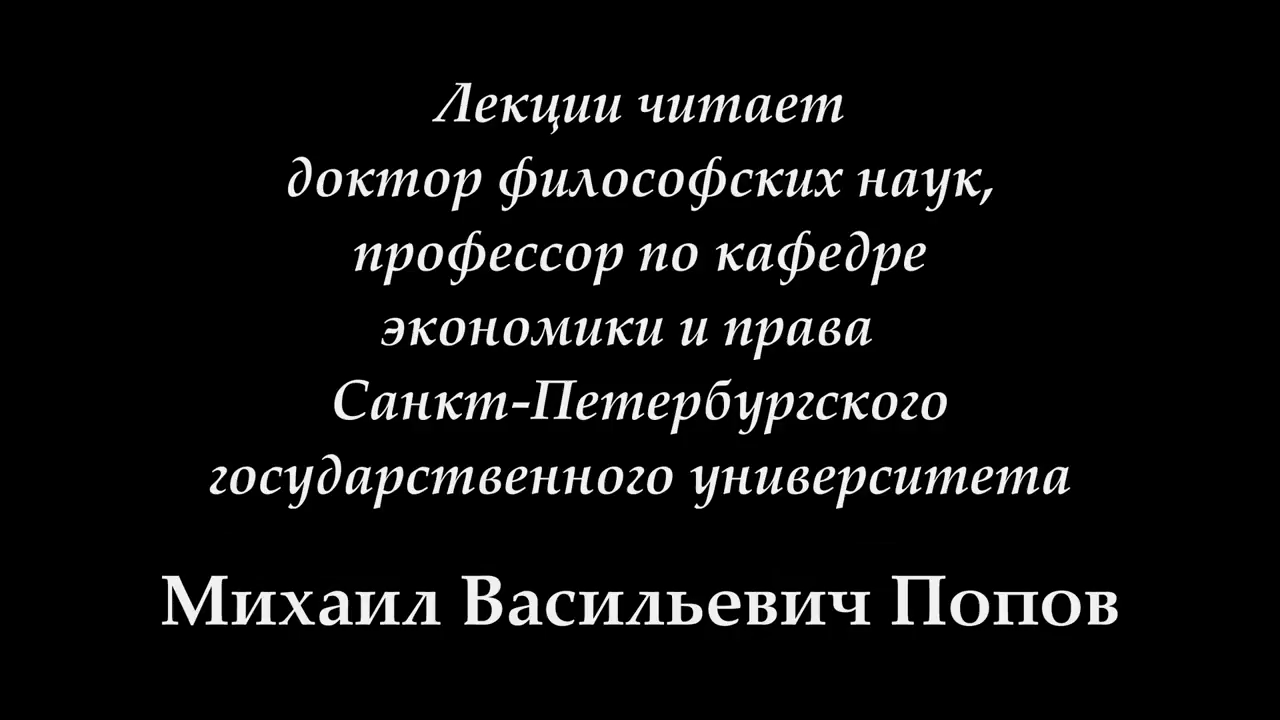 Лекции читает
доктор философских наук,
профессор по кафедре
экономики и права
Санкт-Петербургского
государственного университета
Михаил Васильевич Попов